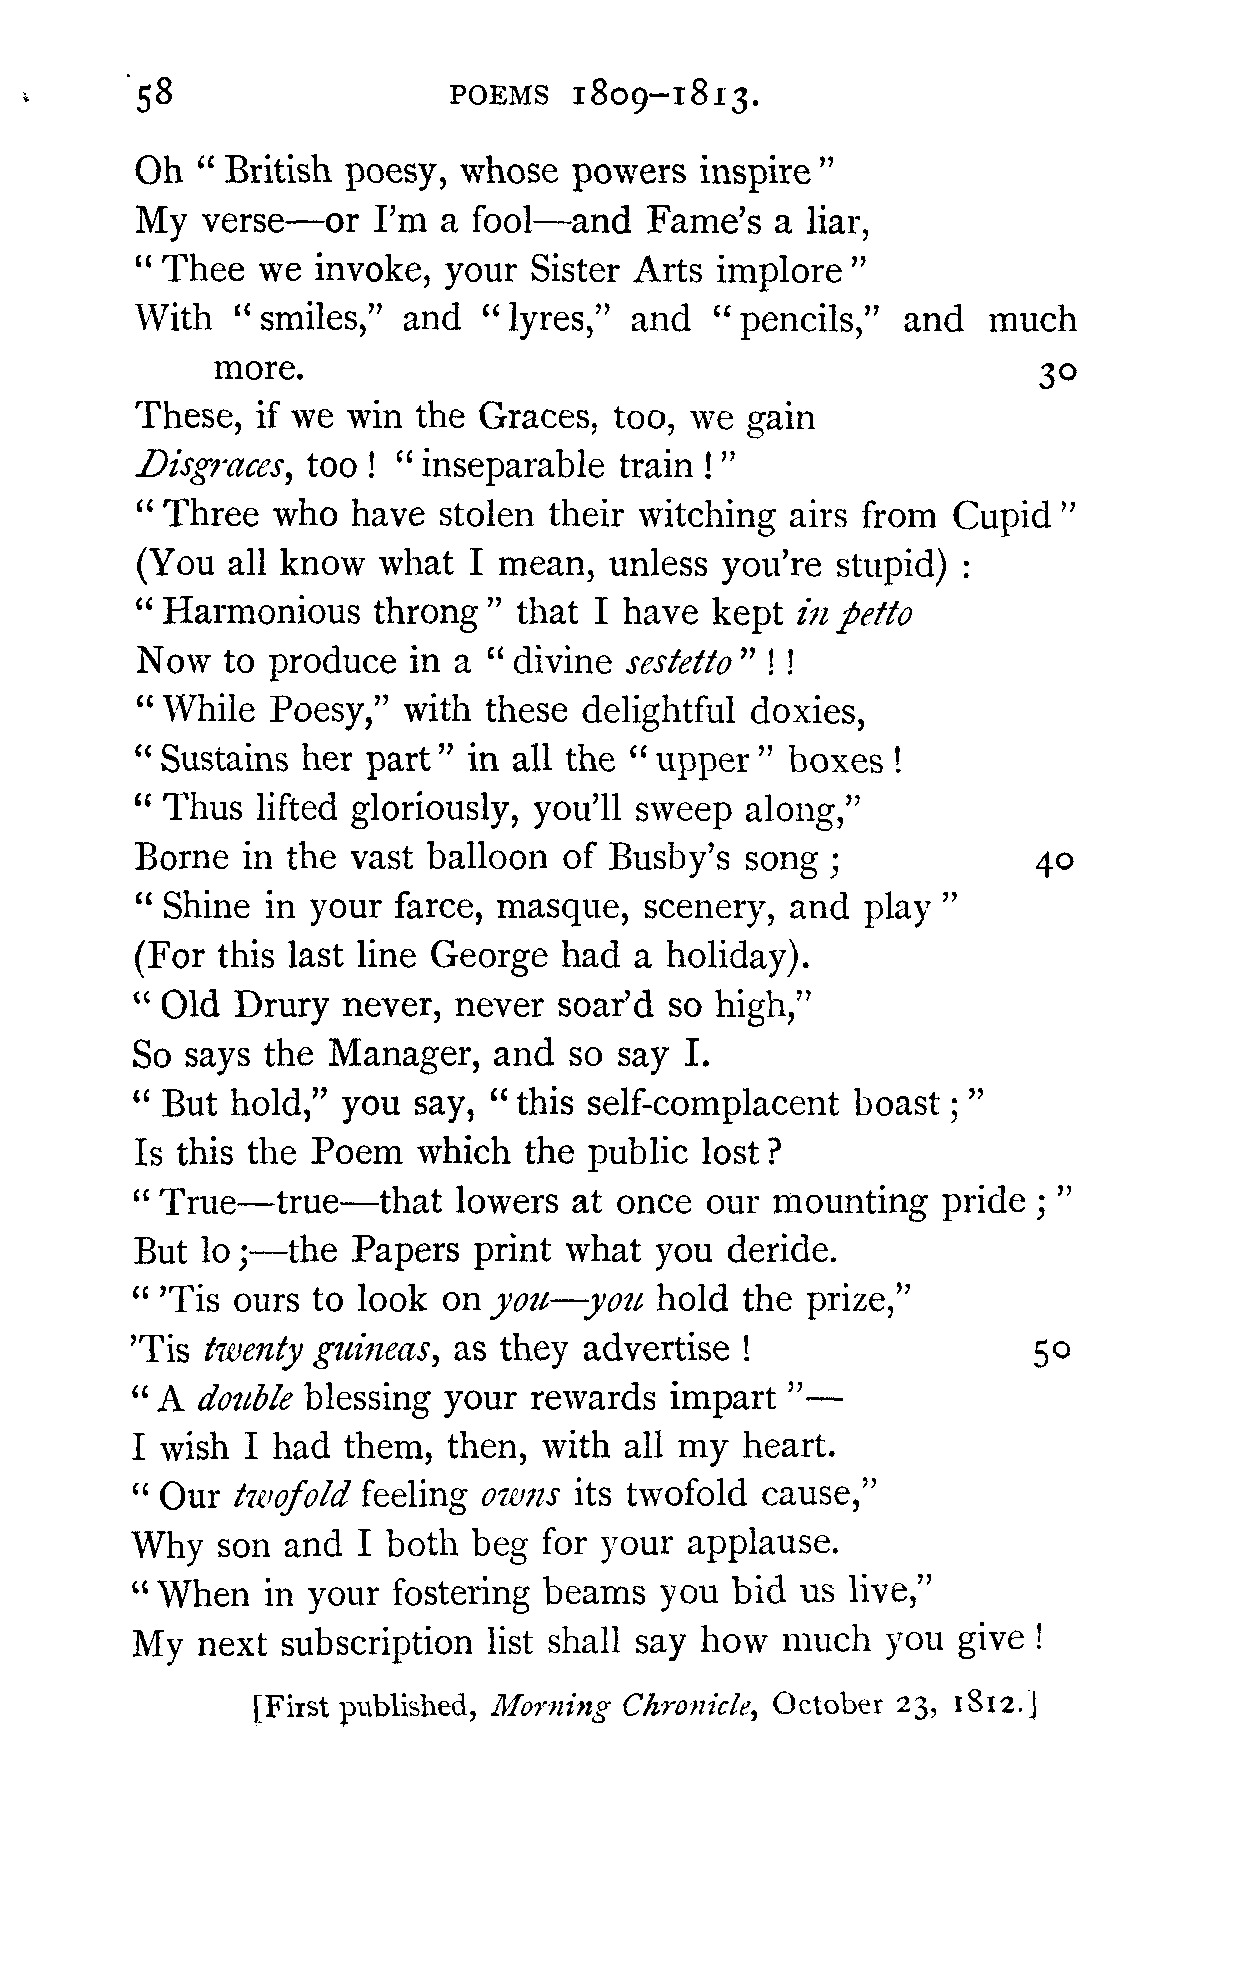 58 POEMS 1809–1813.
Oh " British poesy, whose powers inspire "
My verse—or I'm a fool—and Fame's a liar,
" Thee we invoke, your Sister Arts implore "
With " smiles," and " lyres," and " pencils," and much
more. 30
These, if we win the Graces, too, we gain
Disgraces, too ! " inseparable train ! "
" Three who have stolen their witching airs from Cupid "
(You all know what I mean, unless you're stupid) :
" Harmonious throng " that I have kept in petto
Now to produce in a " divine sestetto " ! !
" While Poesy," with these delightful doxies,
" Sustains her part " in all the " upper " boxes !
" Thus lifted gloriously, you'll sweep along,"
Borne in the vast balloon of Busby's song ; 40
" Shine in your farce, masque, scenery, and play "
(For this last line George had a holiday).
" Old Drury never, never soar'd so high,"
So says the Manager, and so say I.
" But hold," you say, " this self-complacent boast ; "
Is this the Poem which the public lost ?
" True—true—that lowers at once our mounting pride ; "
But lo ;—the Papers print what you deride.
" 'Tis ours to look on you—you hold the prize,"
'Tis twenty guineas, as they advertise ! 50
" A double blessing your rewards impart "—
I wish I had them, then, with all my heart.
" Our twofold feeling owns its twofold cause,"
Why son and I both beg for your applause.
" When in your fostering beams you bid us live,"
My next subscription list shall say how much you give !
[First published, Morning Chronicle, October 23, 1812.]